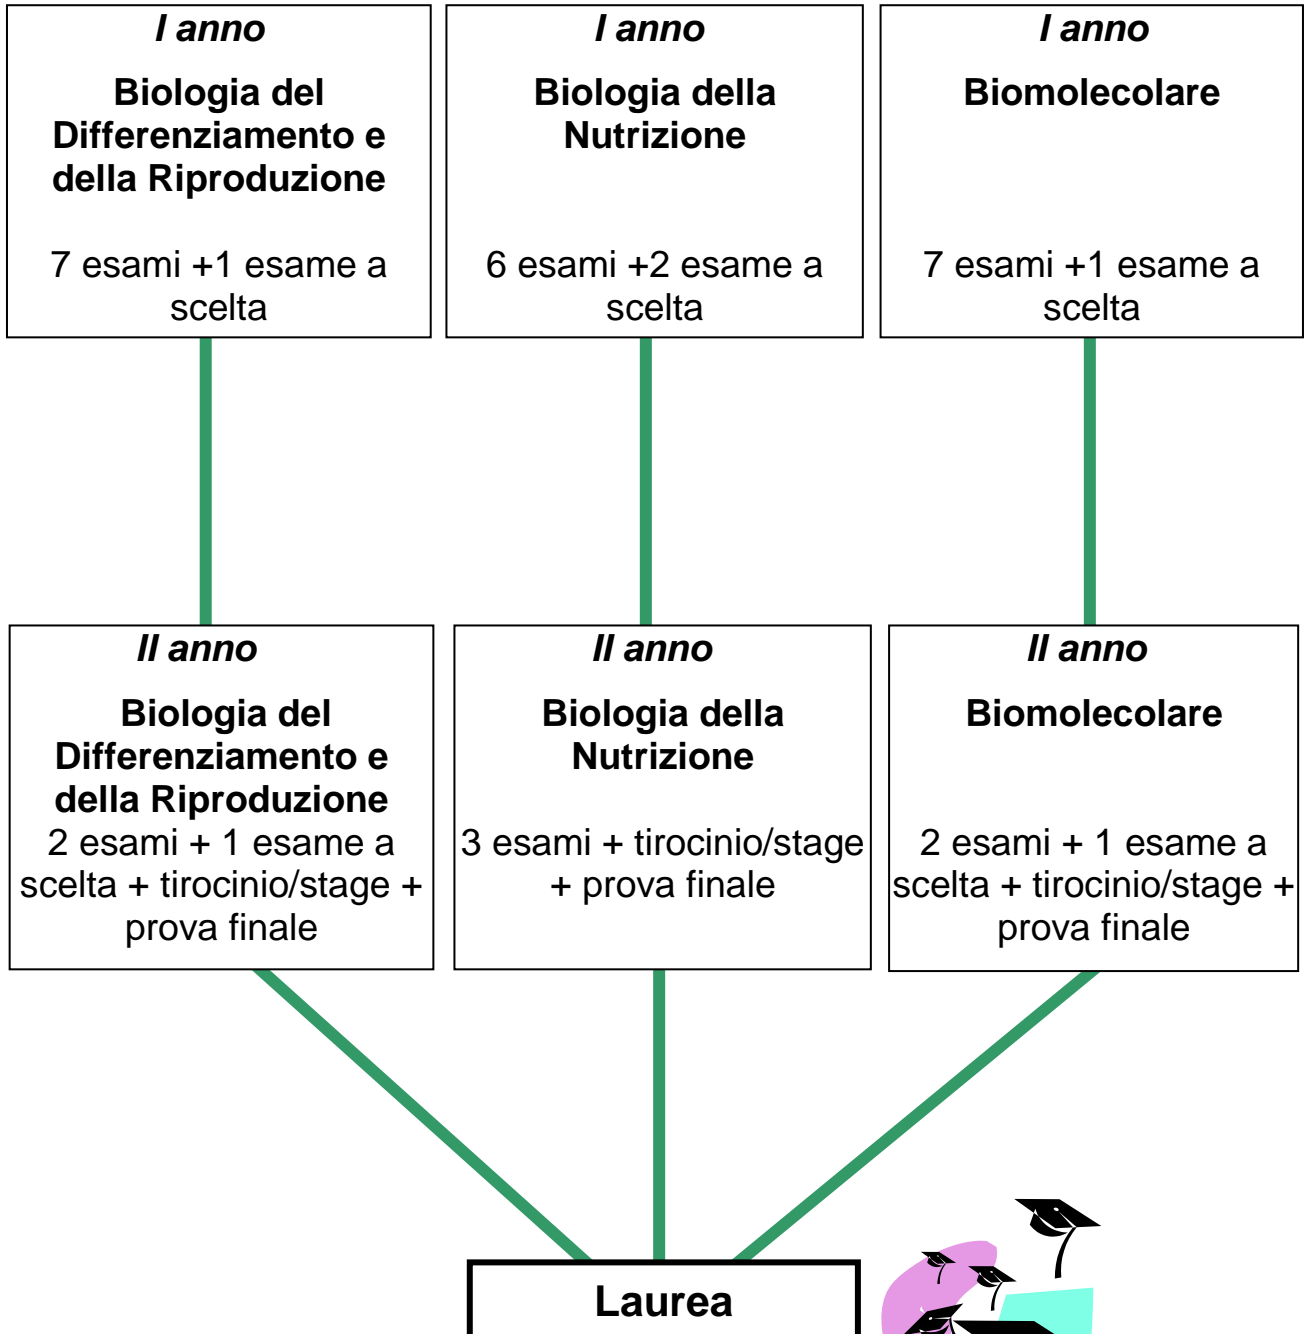 I anno
Biologia del
Differenziamento e
della Riproduzione
7 esami +1 esame a
scelta
I anno
Biologia della
Nutrizione
6 esami +2 esame a
scelta
I anno
Biomolecolare
7 esami +1 esame a
scelta
II anno
Biologia del
Differenziamento e
della Riproduzione
2 esami + 1 esame a
scelta + tirocinio/stage +
prova finale
II anno
Biologia della
Nutrizione
3 esami + tirocinio/stage
+ prova finale
II anno
Biomolecolare
2 esami + 1 esame a
scelta + tirocinio/stage +
prova finale
Laurea